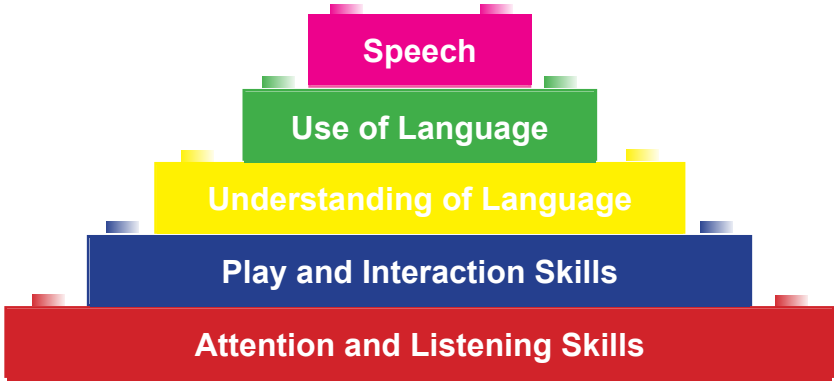 Speech
Use of Language
Understanding of Language
Play and Interaction Skills
Attention and Listening Skills